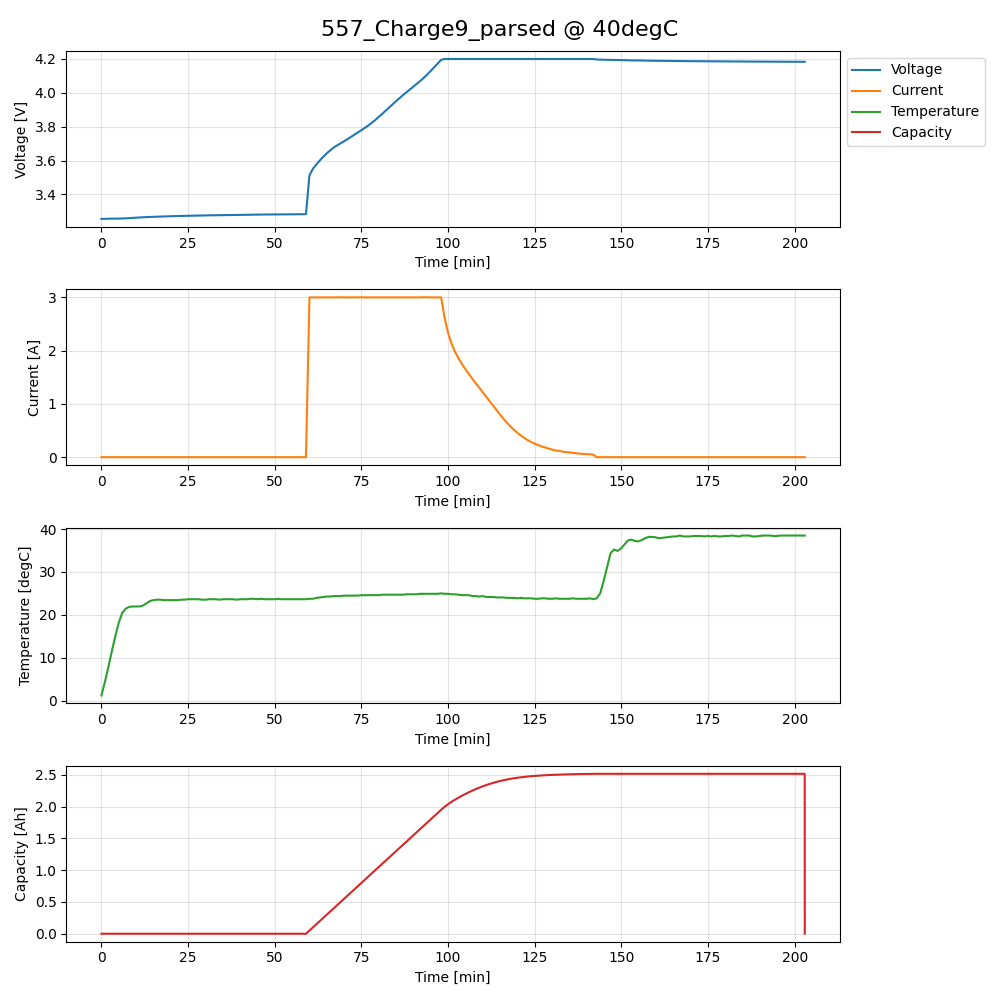 557_Charge9_parsed @ 40degC
Voltage [V]
4.2
4.0
3.8
3.6
3.4
0 25 50 75 100 125 150 175 200
Time [min]
Voltage
Current
Temperature
Capacity
Current [A]
3
2
1
0
0 25 50 75 100 125 150 175 200
Time [min]
Temperature [degC]
40
30
20
10
0
0 25 50 75 100 125 150 175 200
Time [min]
Capacity [Ah]
2.5
2.0
1.5
1.0
0.5
0.0
0 25 50 75 100 125 150 175 200
Time [min]